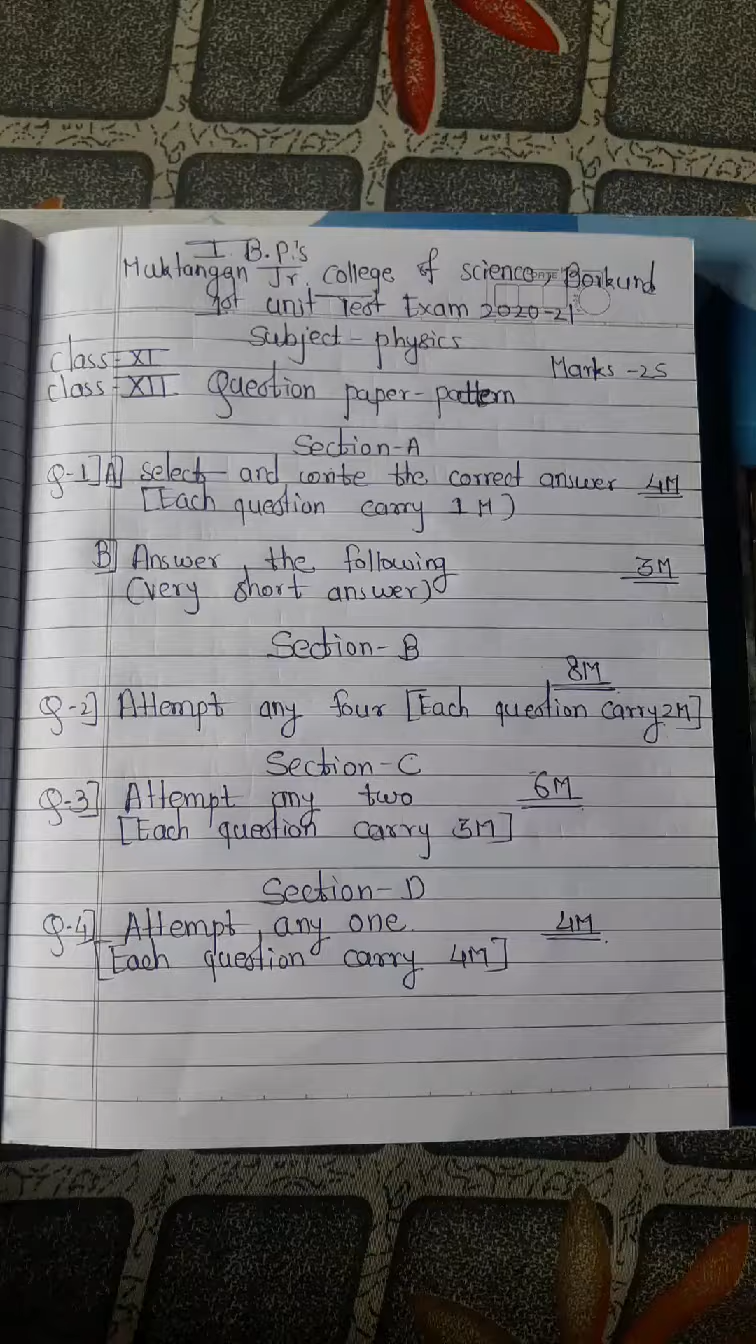 I. B.P.'s
Muktangan Jr. college of science, Borkund
1st unit Test Exam 2020-21
Subject - physics
class = XI
Marks - 25
class = XII Question paper-pattern
Section-A
Q-1] A] Select and write the correct answer 4M
[Each question carry 1M)
B] Answer the following 3M
(very short answer)
Section-B
8M
Q-2] Attempt any four [Each question carry 2M]
Section-C
Q-3] Attempt any two 6M
[Each question carry 3M]
Section-D
Q-4] Attempt any one. 4M
[Each question carry 4M]